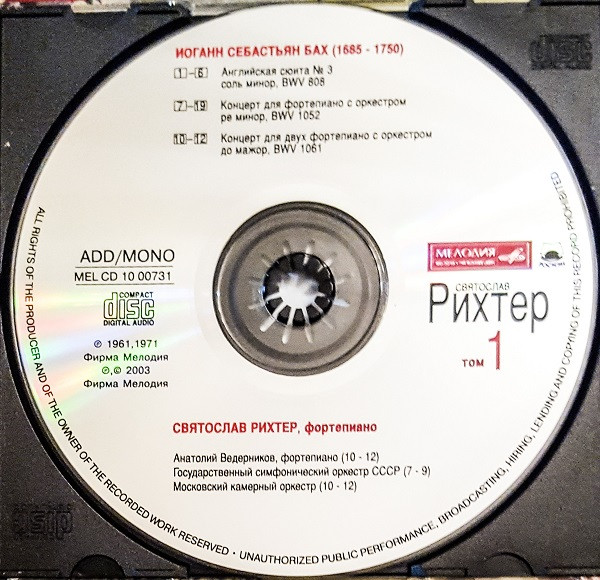 ИОГАНН СЕБАСТЬЯН БАХ (1685 - 1750)
1-6 Английская сюита № 3
соль минор, BWV 808
7-19 Концерт для фортепиано с оркестром
ре минор, BWV 1052
10-12 Концерт для двух фортепиано с оркестром
до мажор, BWV 1061
ADD/MONO
MEL CD 10 00731
COMPACT
disc
DIGITAL AUDIO
℗ 1961,1971
Фирма Мелодия
℗,© 2003
Фирма Мелодия
МЕЛОДИЯ
СВЯТОСЛАВ
Рихтер
том 1
СВЯТОСЛАВ РИХТЕР, фортепиано
Анатолий Ведерников, фортепиано (10 - 12)
Государственный симфонический оркестр СССР (7 - 9)
Московский камерный оркестр (10 - 12)
ALL RIGHTS OF THE PRODUCER AND OF THE OWNER OF THE RECORDED WORK RESERVED • UNAUTHORIZED PUBLIC PERFORMANCE, BROADCASTING, HIRING, LENDING AND COPYING OF THIS RECORD PROHIBITED
disc
disc